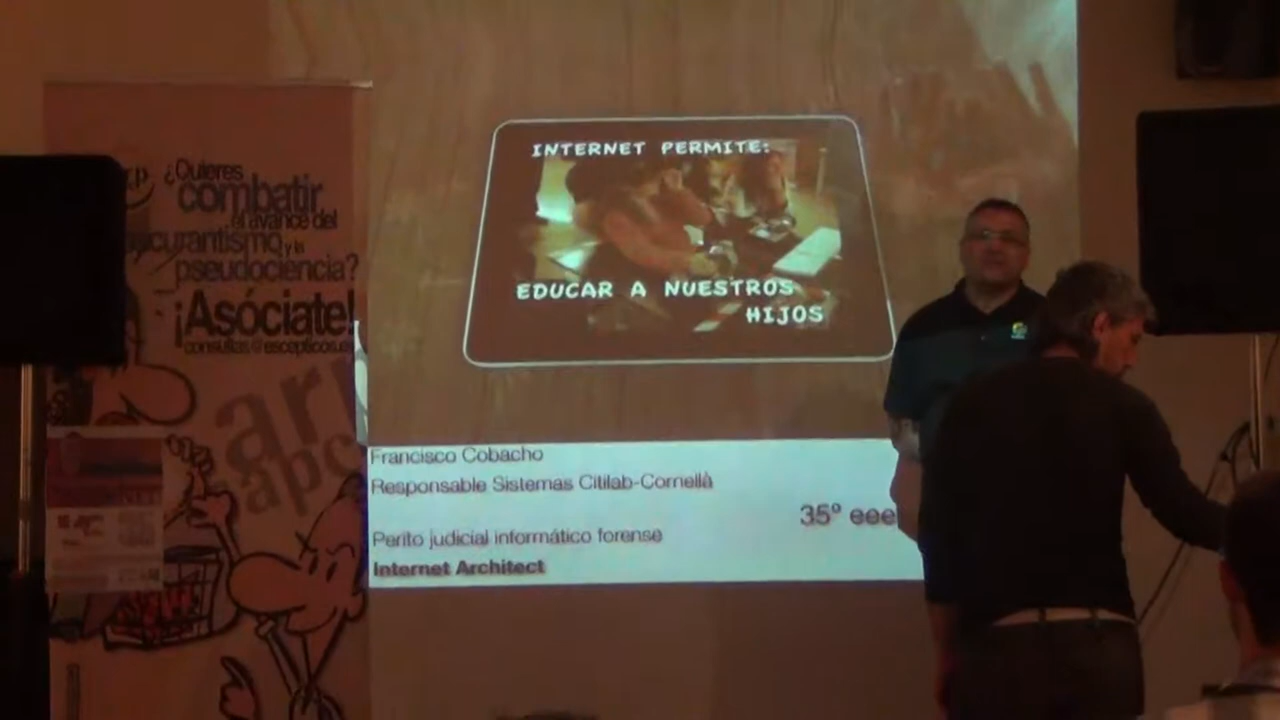 ¿Quieres
combatir
el avance del
oscurantismo y la
pseudociencia?
¡Asóciate!
consultas@escepticos.es
INTERNET PERMITE:
EDUCAR A NUESTROS
HIJOS
Francisco Cobacho
Responsable Sistemas Citilab-Cornellà
35º eee
Perito judicial informático forense
Internet Architect